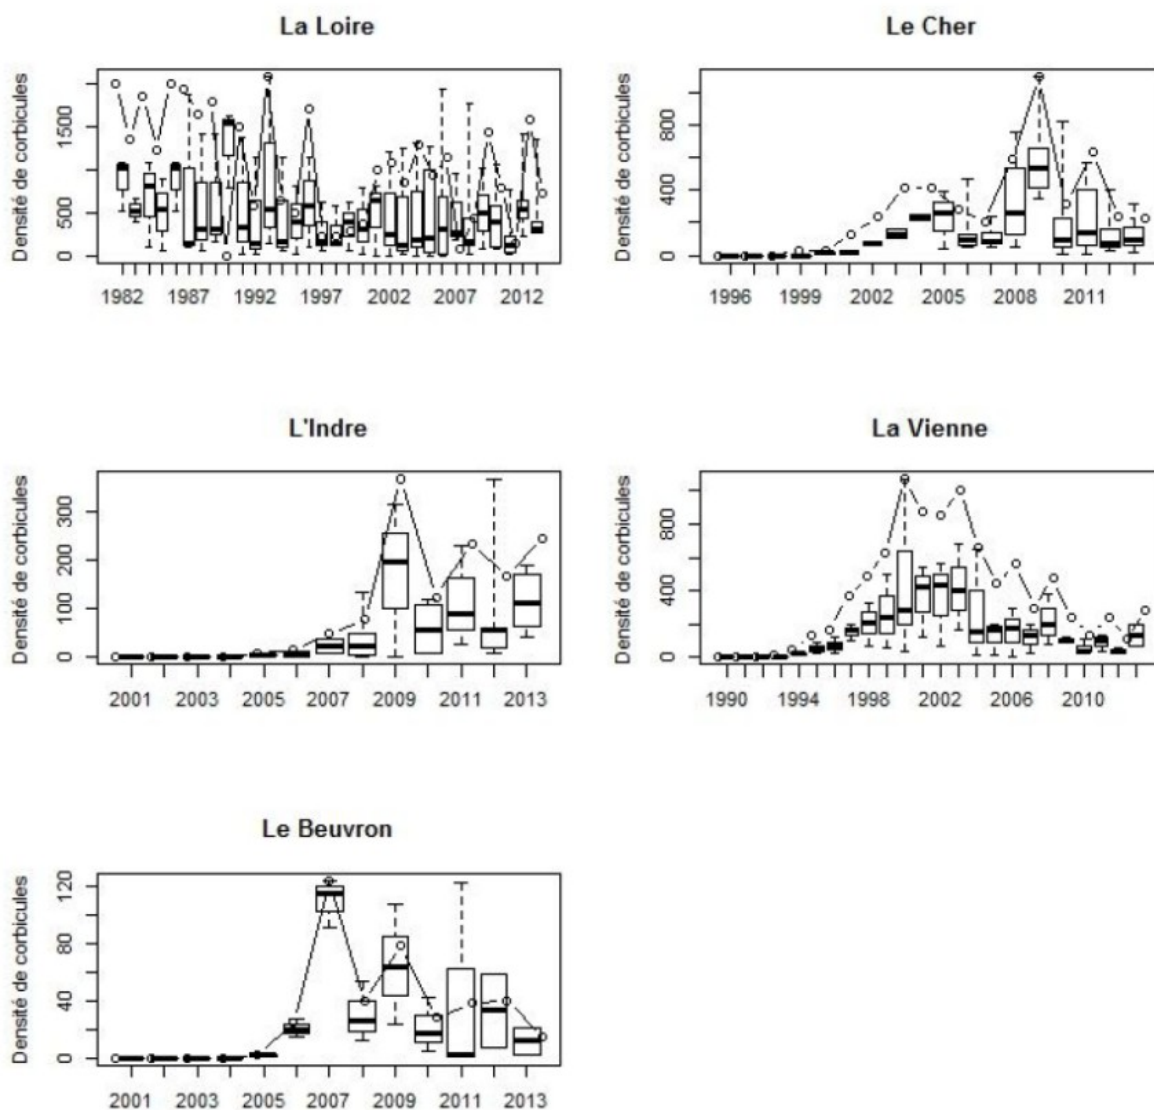 La Loire
Densité de corbicules
0 500 1500
1982 1987 1992 1997 2002 2007 2012
Le Cher
Densité de corbicules
0 400 800
1996 1999 2002 2005 2008 2011
L'Indre
Densité de corbicules
0 100 200 300
2001 2003 2005 2007 2009 2011 2013
La Vienne
Densité de corbicules
0 400 800
1990 1994 1998 2002 2006 2010
Le Beuvron
Densité de corbicules
0 40 80 120
2001 2003 2005 2007 2009 2011 2013